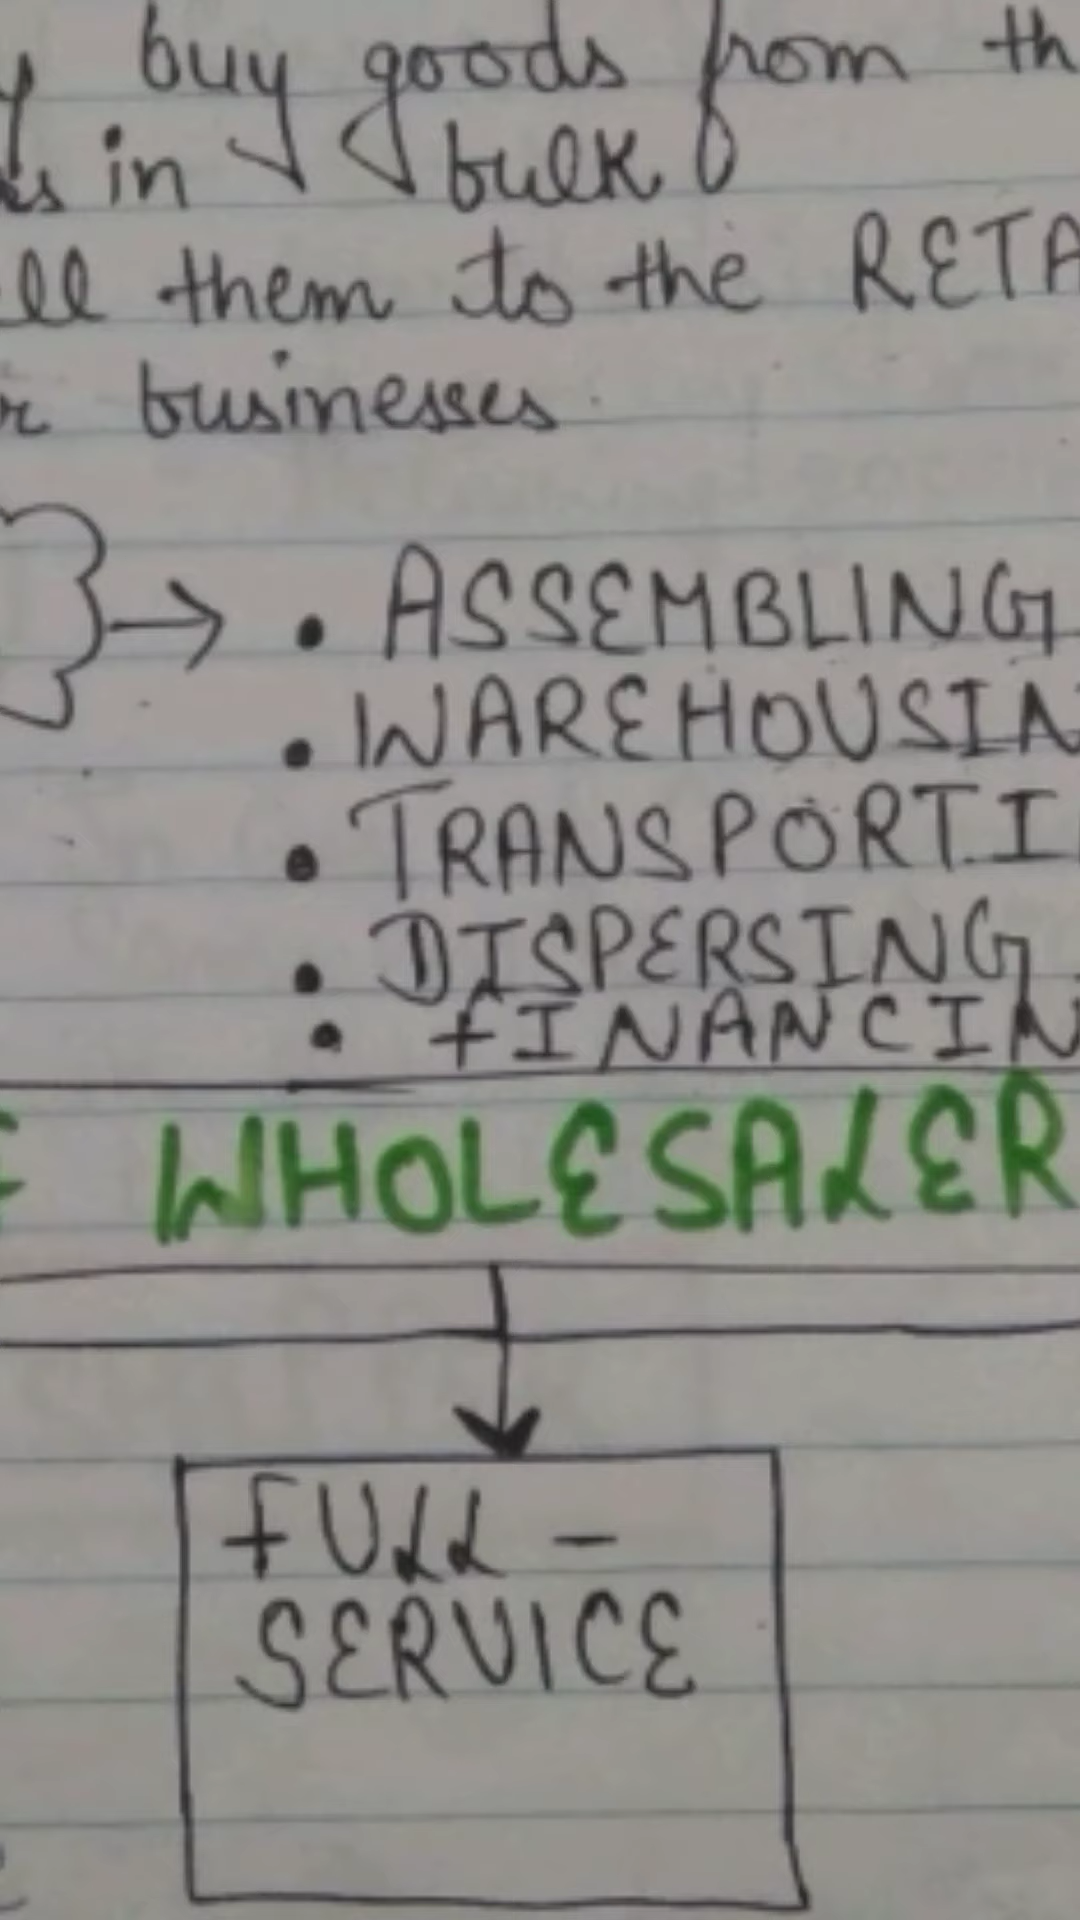 buy goods from th
in bulk
ll them to the RETA
r businesses
• ASSEMBLING
• WAREHOUSIN
• TRANSPORTI
• DISPERSING
• FINANCIN
F WHOLESALER
FULL -
SERVICE